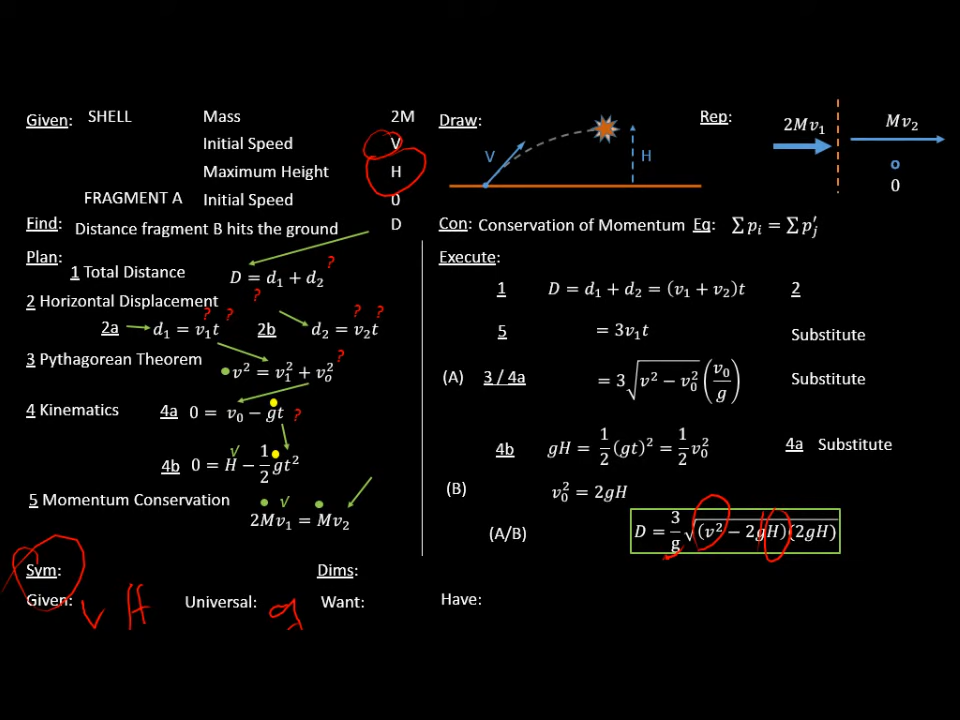 Given: SHELL Mass 2M
Initial Speed V
Maximum Height H
FRAGMENT A Initial Speed 0
Find: Distance fragment B hits the ground D
Plan:
1 Total Distance D = d₁ + d₂ ?
2 Horizontal Displacement ?
2a d₁ = v₁t ? ? 2b d₂ = v₂t ? ?
3 Pythagorean Theorem v² = v₁² + vₒ² ?
4 Kinematics 4a 0 = v₀ − gt ?
4b 0 = H − 1/2 gt² √
5 Momentum Conservation 2Mv₁ = Mv₂ √
Sym: Dims:
Given: v H Universal: g Want: Have:
Draw: V H
Rep: 2Mv₁ Mv₂
o
0
Con: Conservation of Momentum Eq: ∑pᵢ = ∑pⱼ′
Execute:
1 D = d₁ + d₂ = (v₁ + v₂)t 2
5 = 3v₁t Substitute
(A) 3 / 4a = 3√(v² − v₀²) (v₀/g) Substitute
4b gH = 1/2 (gt)² = 1/2 v₀² 4a Substitute
(B) v₀² = 2gH
(A/B) D = 3/g √((v² − 2gH)(2gH))